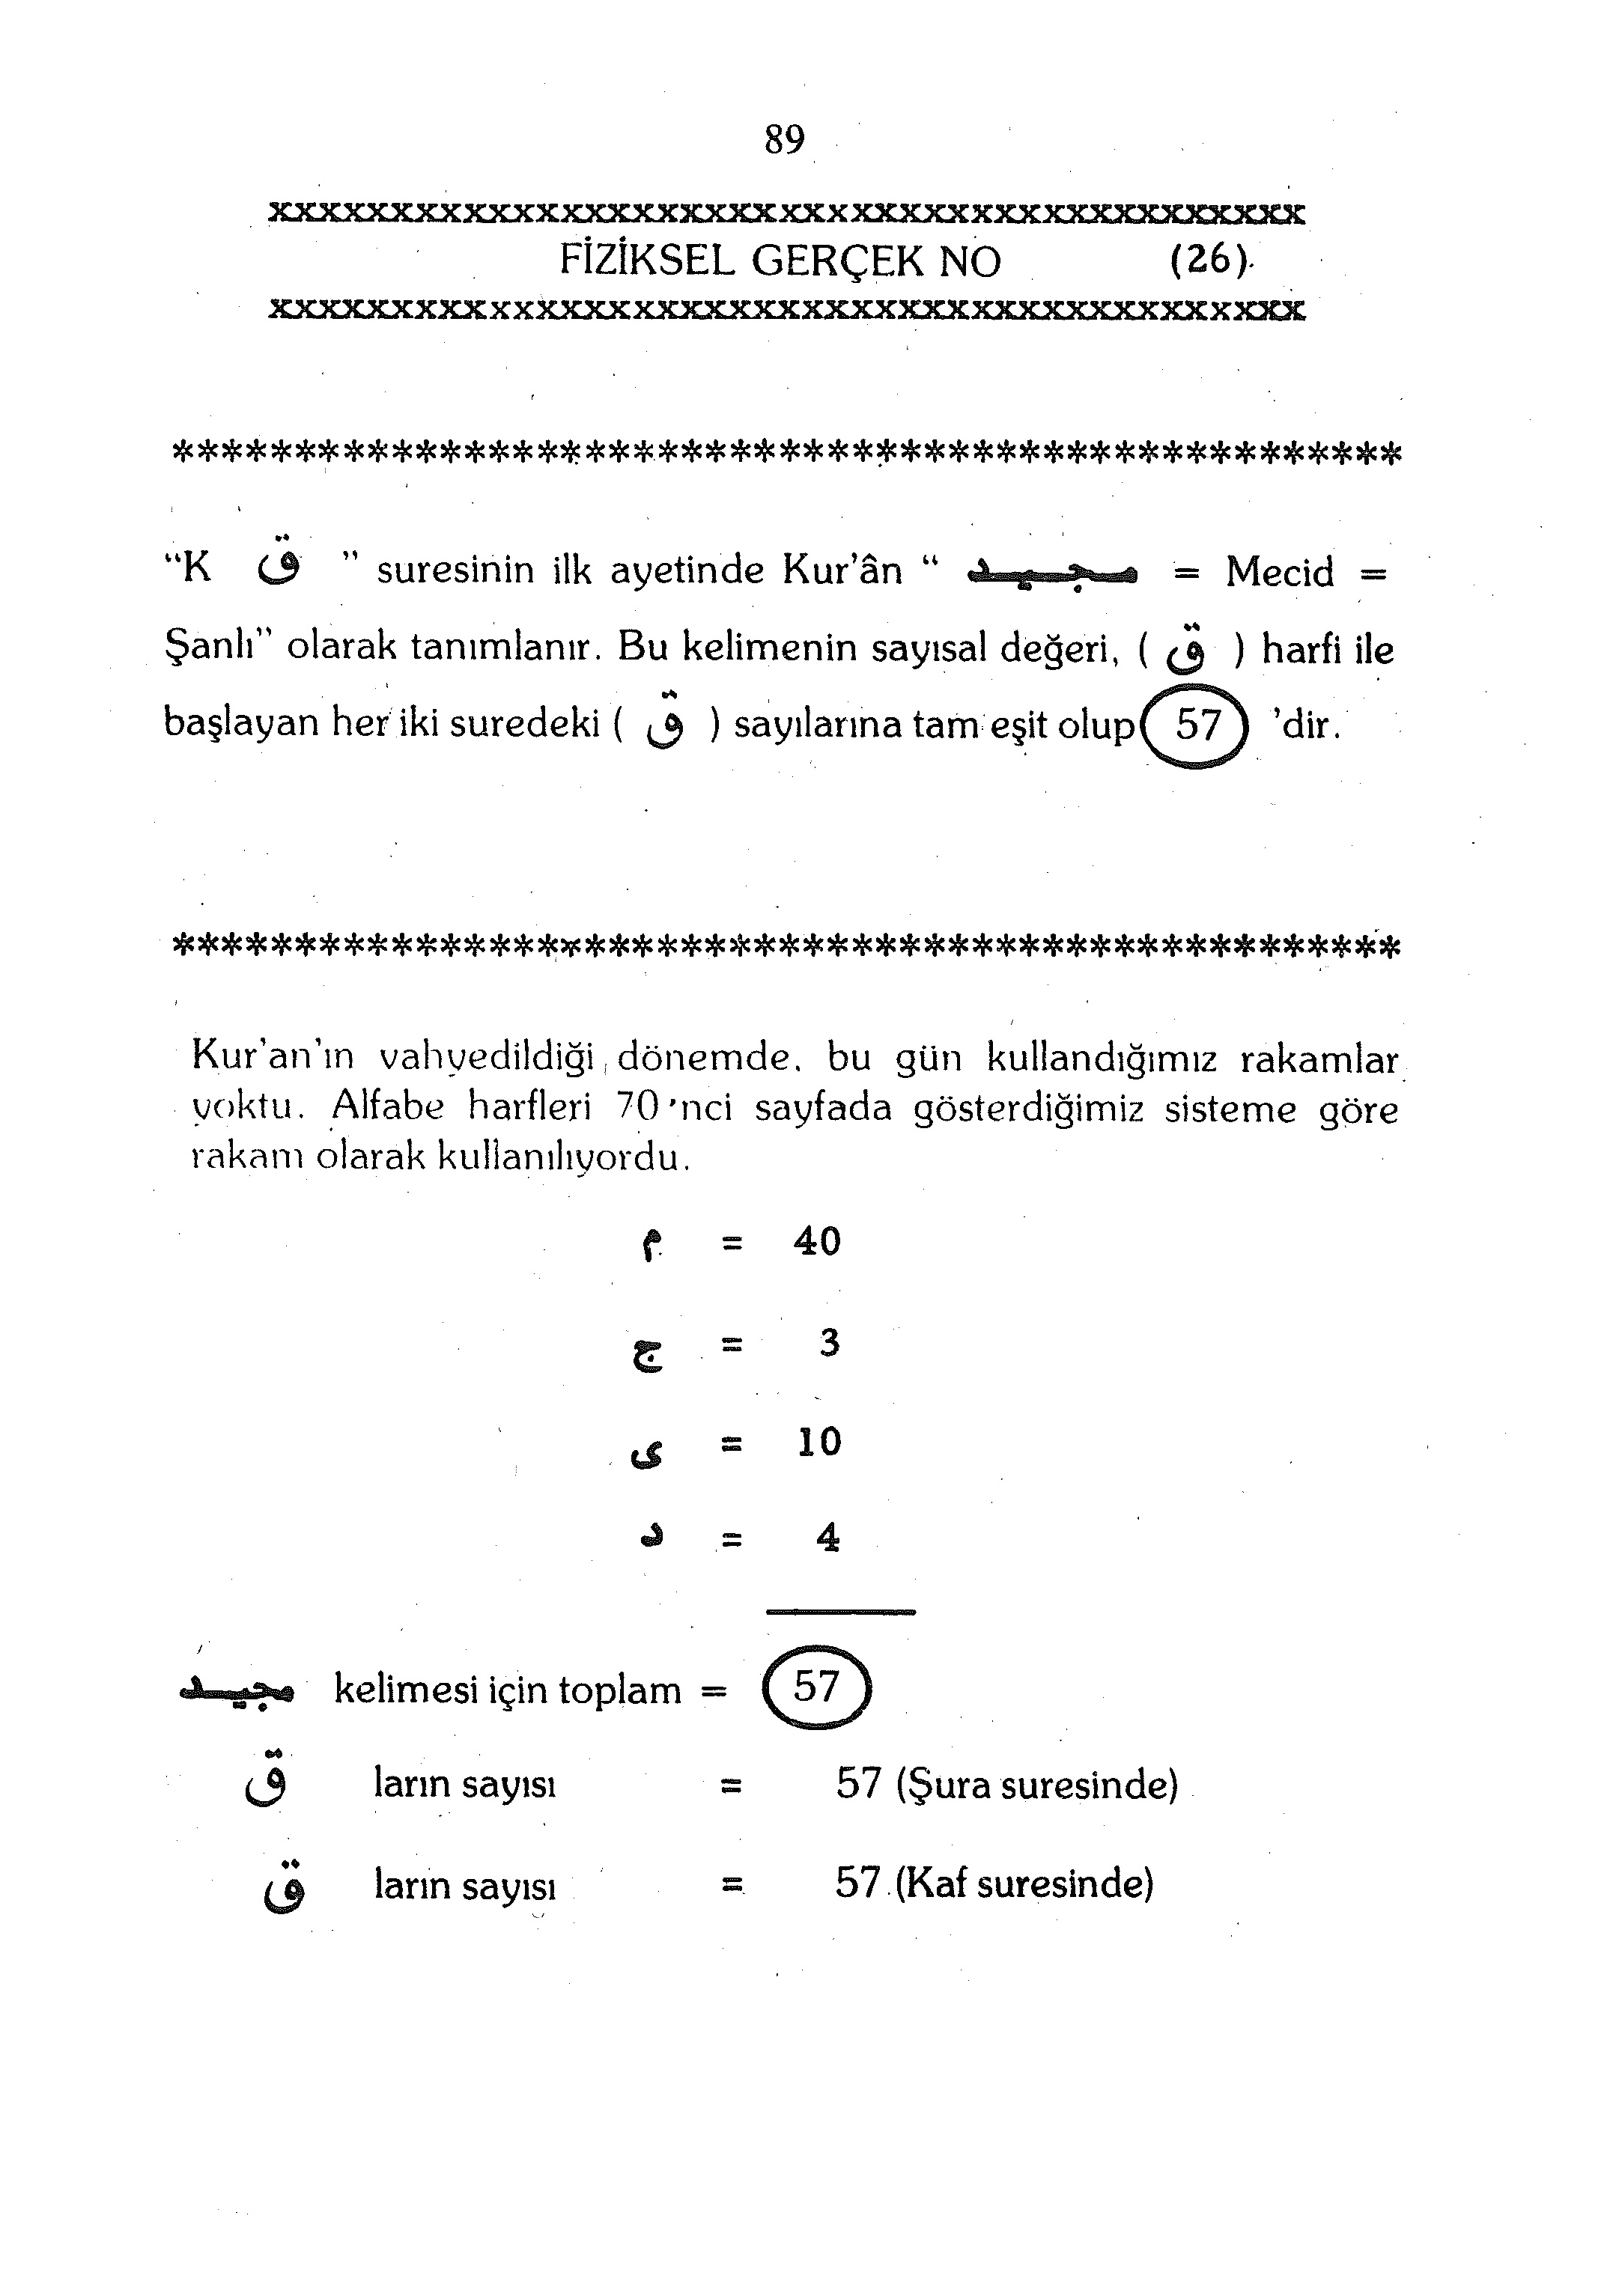 89
xxxxxxxxxxxxxxxxxxxxxxxxxxxxxxxxxxxxxxxxxxx
FİZİKSEL GERÇEK NO (26)
xxxxxxxxxxxxxxxxxxxxxxxxxxxxxxxxxxxxxxxxxxx
***************************************************
“K ق ” suresinin ilk ayetinde Kur’ân “ مجيد = Mecid =
Şanlı” olarak tanımlanır. Bu kelimenin sayısal değeri, ( ق ) harfi ile
başlayan her iki suredeki ( ق ) sayılarına tam eşit olup 57 ’dir.
***************************************************
Kur’an’ın vahyedildiği dönemde, bu gün kullandığımız rakamlar
yoktu. Alfabe harfleri 70’nci sayfada gösterdiğimiz sisteme göre
rakam olarak kullanılıyordu.
م = 40
ج = 3
ى = 10
د = 4
مجيد kelimesi için toplam = 57
ق ların sayısı = 57 (Şura suresinde)
ق ların sayısı = 57 (Kaf suresinde)